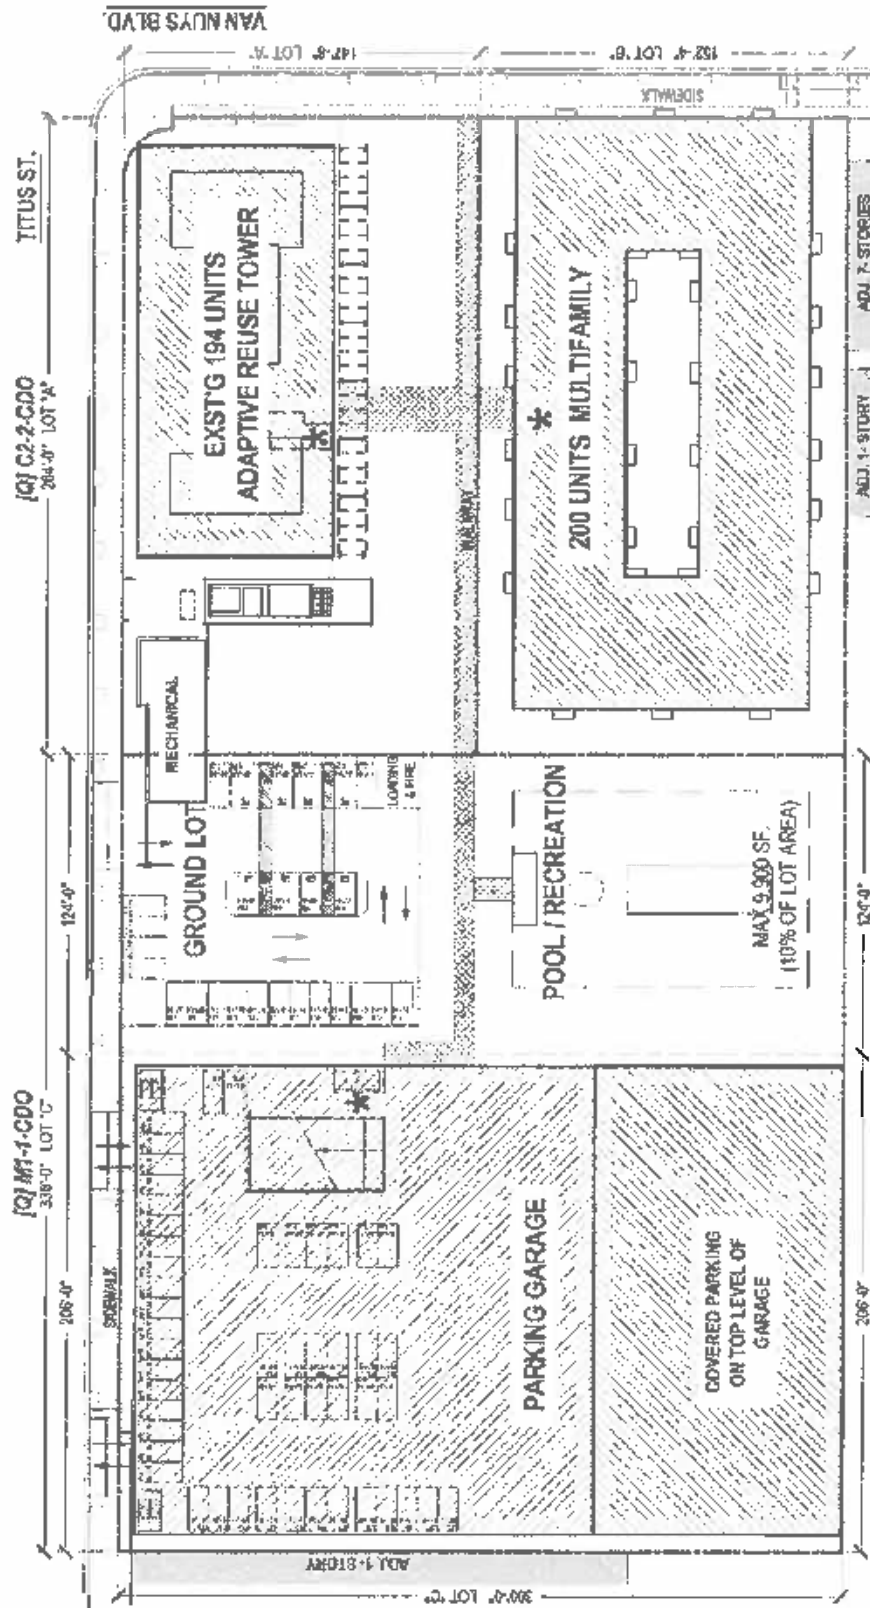 VAN NUYS BLVD.
TITUS ST.
147'-8" LOT "A"
152'-4" LOT "B"
SIDEWALK
[Q] C2-2-CDO
264'-0" LOT "A"
EXST'G 194 UNITS
ADAPTIVE REUSE TOWER
WALKWAY
200 UNITS MULTIFAMILY
ADJ. 7- STORIES
ADJ. 1- STORY
MECHANICAL
LOADING
& FIRE
GROUND LOT
124'-0"
POOL / RECREATION
MAX 9,900 SF.
(10% OF LOT AREA)
124'-0"
[Q] M1-1-CDO
LOT "C"
206'-0"
SIDEWALK
PARKING GARAGE
COVERED PARKING
ON TOP LEVEL OF
GARAGE
206'-0"
ADJ. 1- STORY
300'-0" LOT "C"